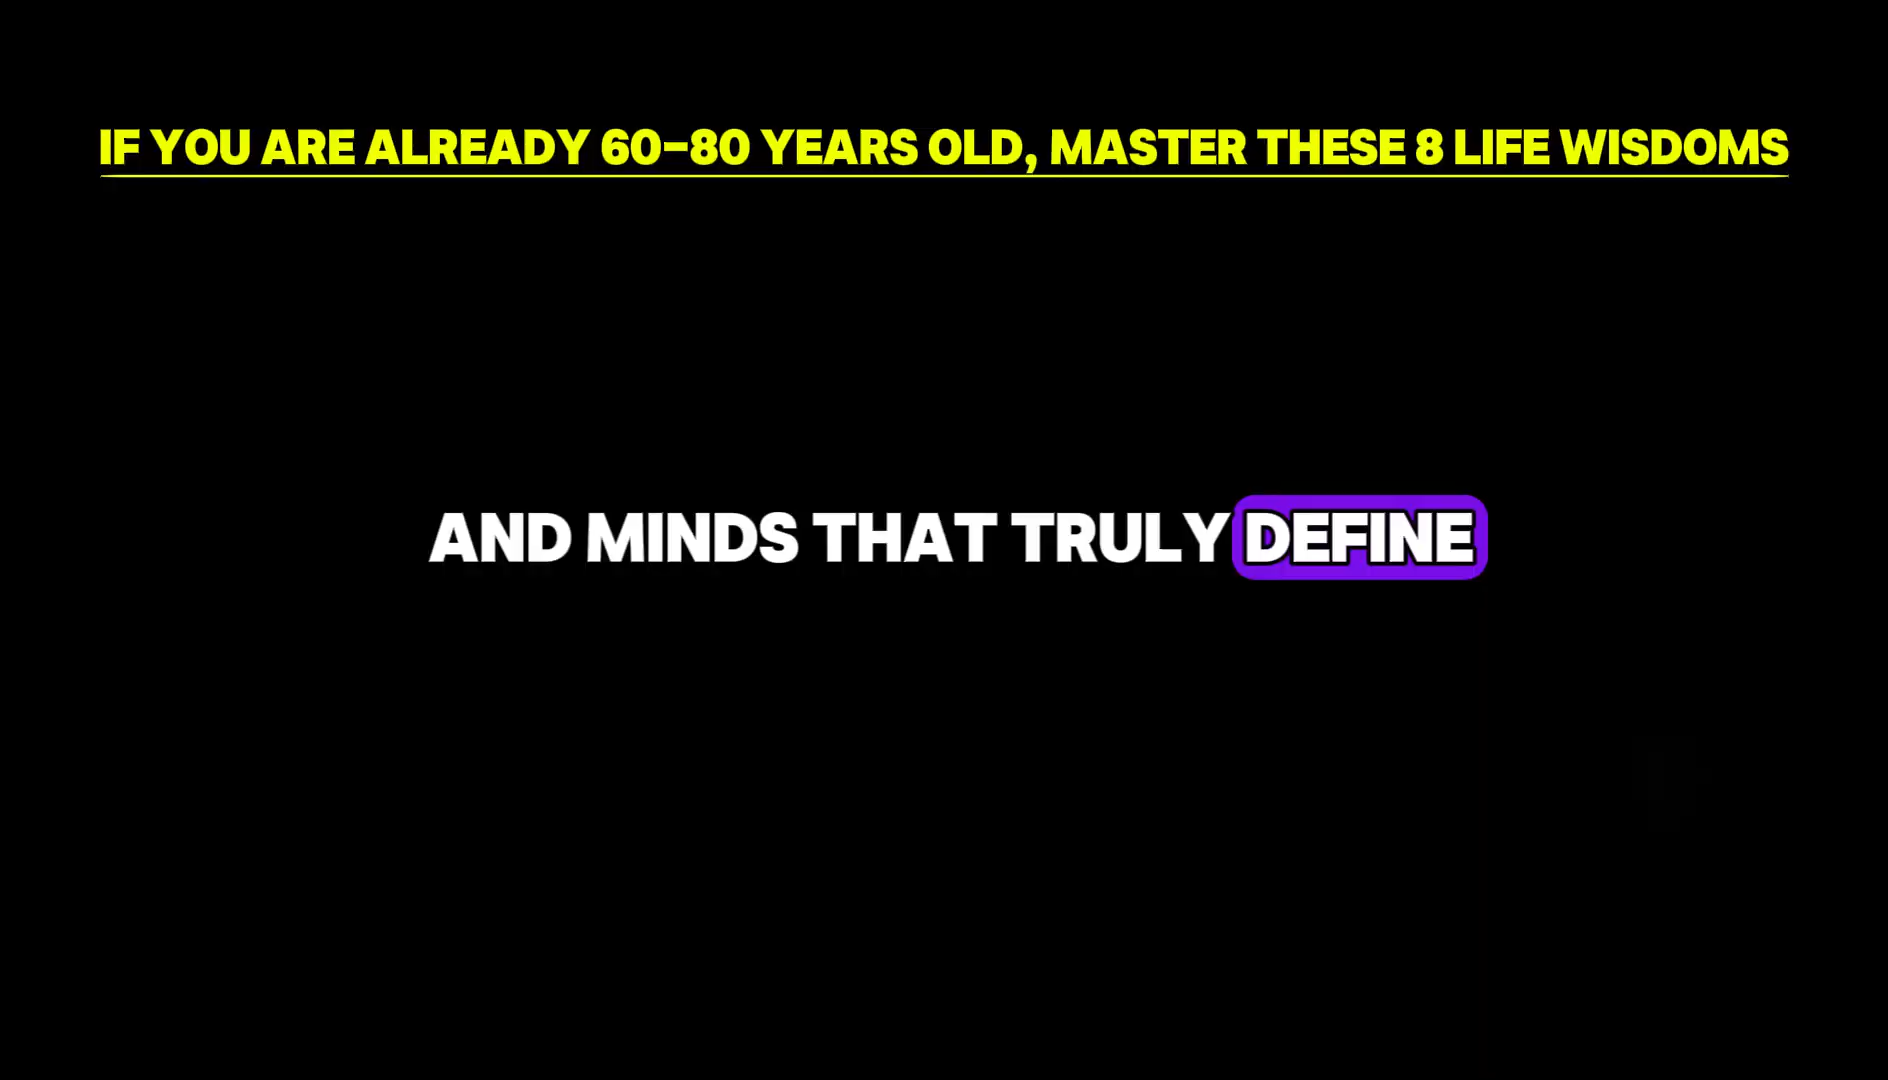 IF YOU ARE ALREADY 60-80 YEARS OLD, MASTER THESE 8 LIFE WISDOMS
AND MINDS THAT TRULY DEFINE